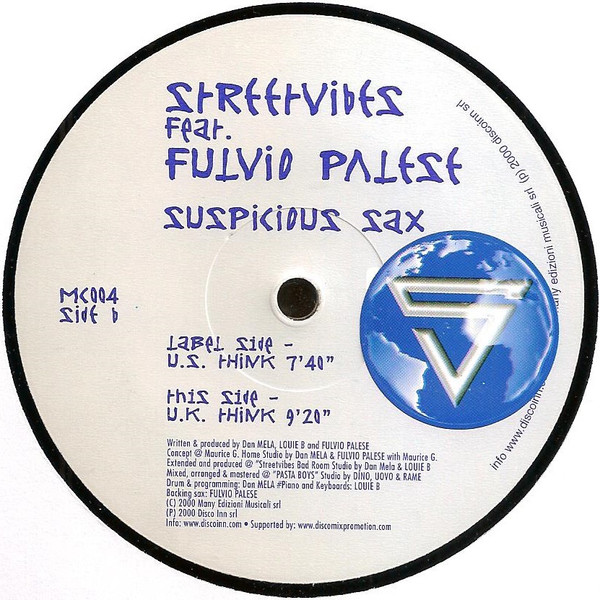 StReetVibes
feat.
FULViO PALESE
SUSPiCiOUS SaX
MC004
Side b
LabEL Side –
U.S. tHiNK 7'40"
tHis Side –
U.K. tHiNK 9'20"
Written & produced by Dan MELA, LOUIE B and FULVIO PALESE
Concept @ Maurice G. Home Studio by Dan MELA & FULVIO PALESE with Maurice G.
Extended and produced @ "Streetvibes Bad Room Studio by Dan Mela & LOUIE B
Mixed, arranged & mastered @ "PASTA BOYS" Studio by DINO, UOVO & RAME
Drum & programming: Dan MELA #Piano and Keyboards: LOUIE B
Backing sax: FULVIO PALESE
(C) 2000 Many Edizioni Musicali srl
(P) 2000 Disco Inn srl
Info: www.discoinn.com • Supported by: www.discomixpromotion.com
any edizioni musicali srl (p) 2000 discoinn srl
info www.discoinn.
SV